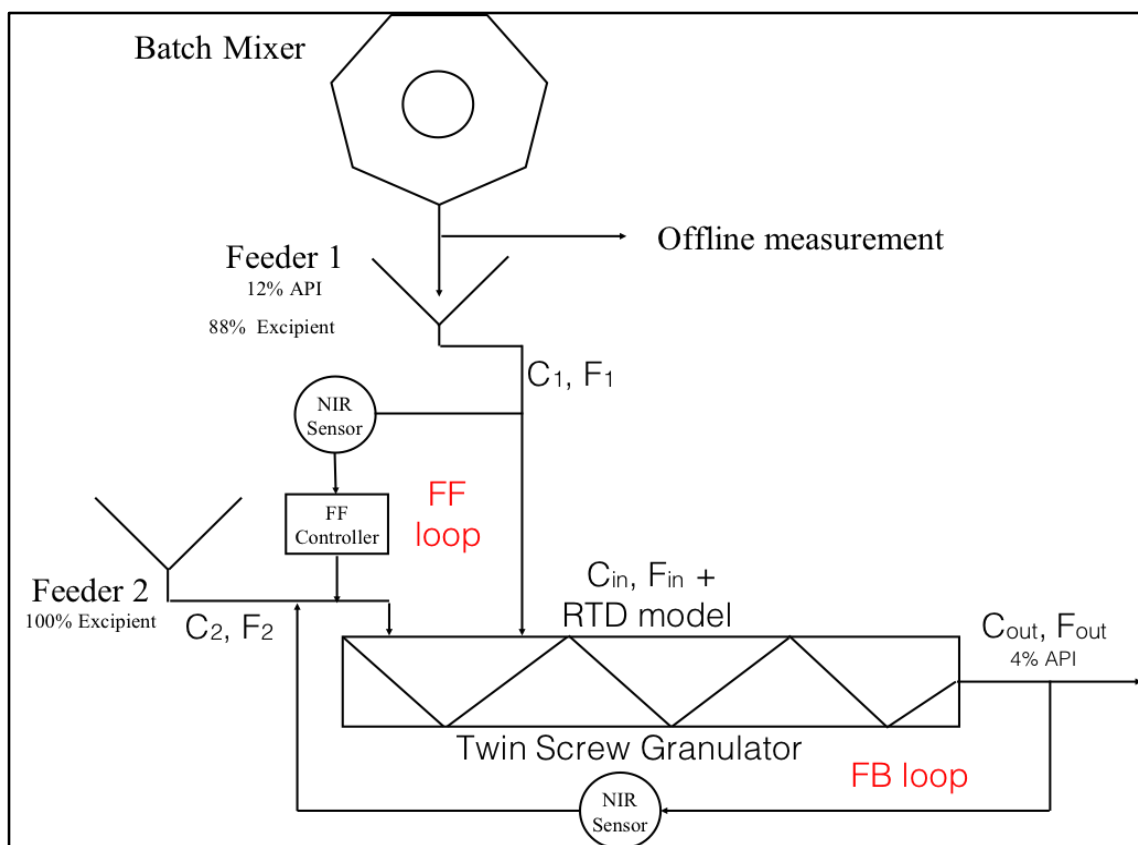 Batch Mixer
Offline measurement
Feeder 1
12% API
88% Excipient
C₁, F₁
NIR
Sensor
FF
Controller
FF
loop
Feeder 2
100% Excipient
C₂, F₂
Cᵢₙ, Fᵢₙ +
RTD model
Cₒᵤₜ, Fₒᵤₜ
4% API
Twin Screw Granulator
FB loop
NIR
Sensor